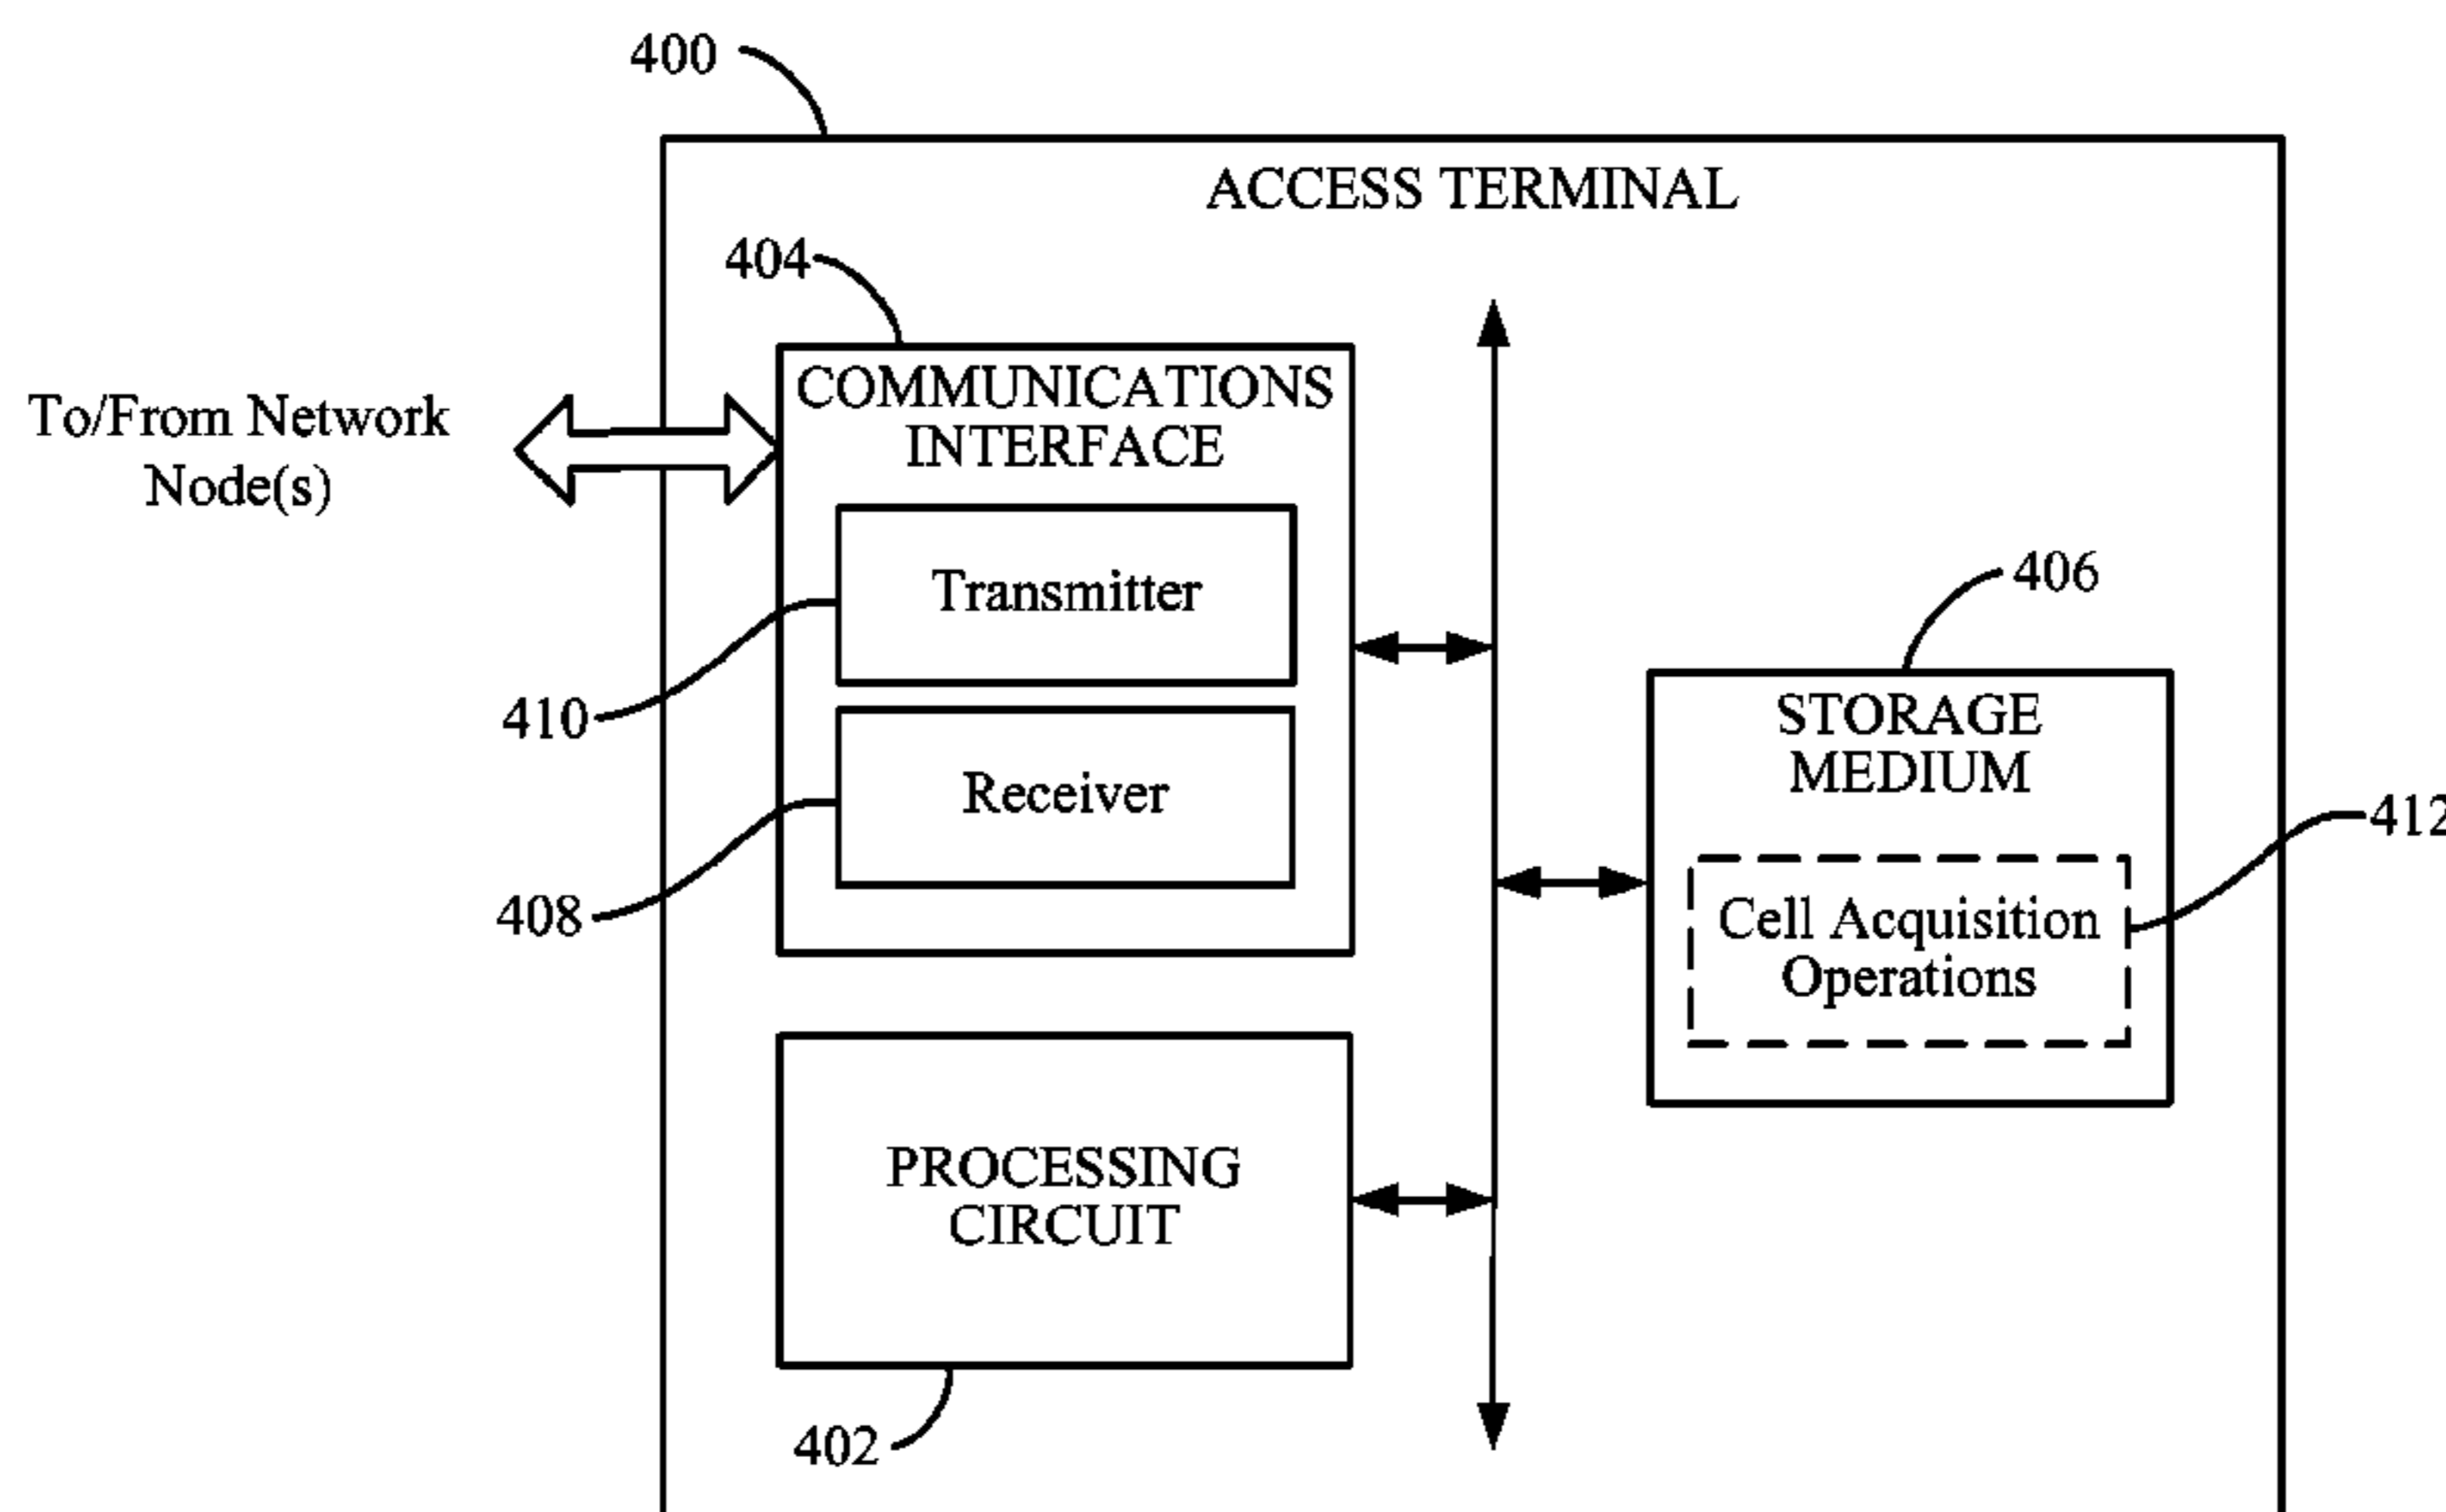 400
ACCESS TERMINAL
404
COMMUNICATIONS
INTERFACE
To/From Network
Node(s)
Transmitter
410
Receiver
408
406
STORAGE
MEDIUM
412
Cell Acquisition
Operations
PROCESSING
CIRCUIT
402